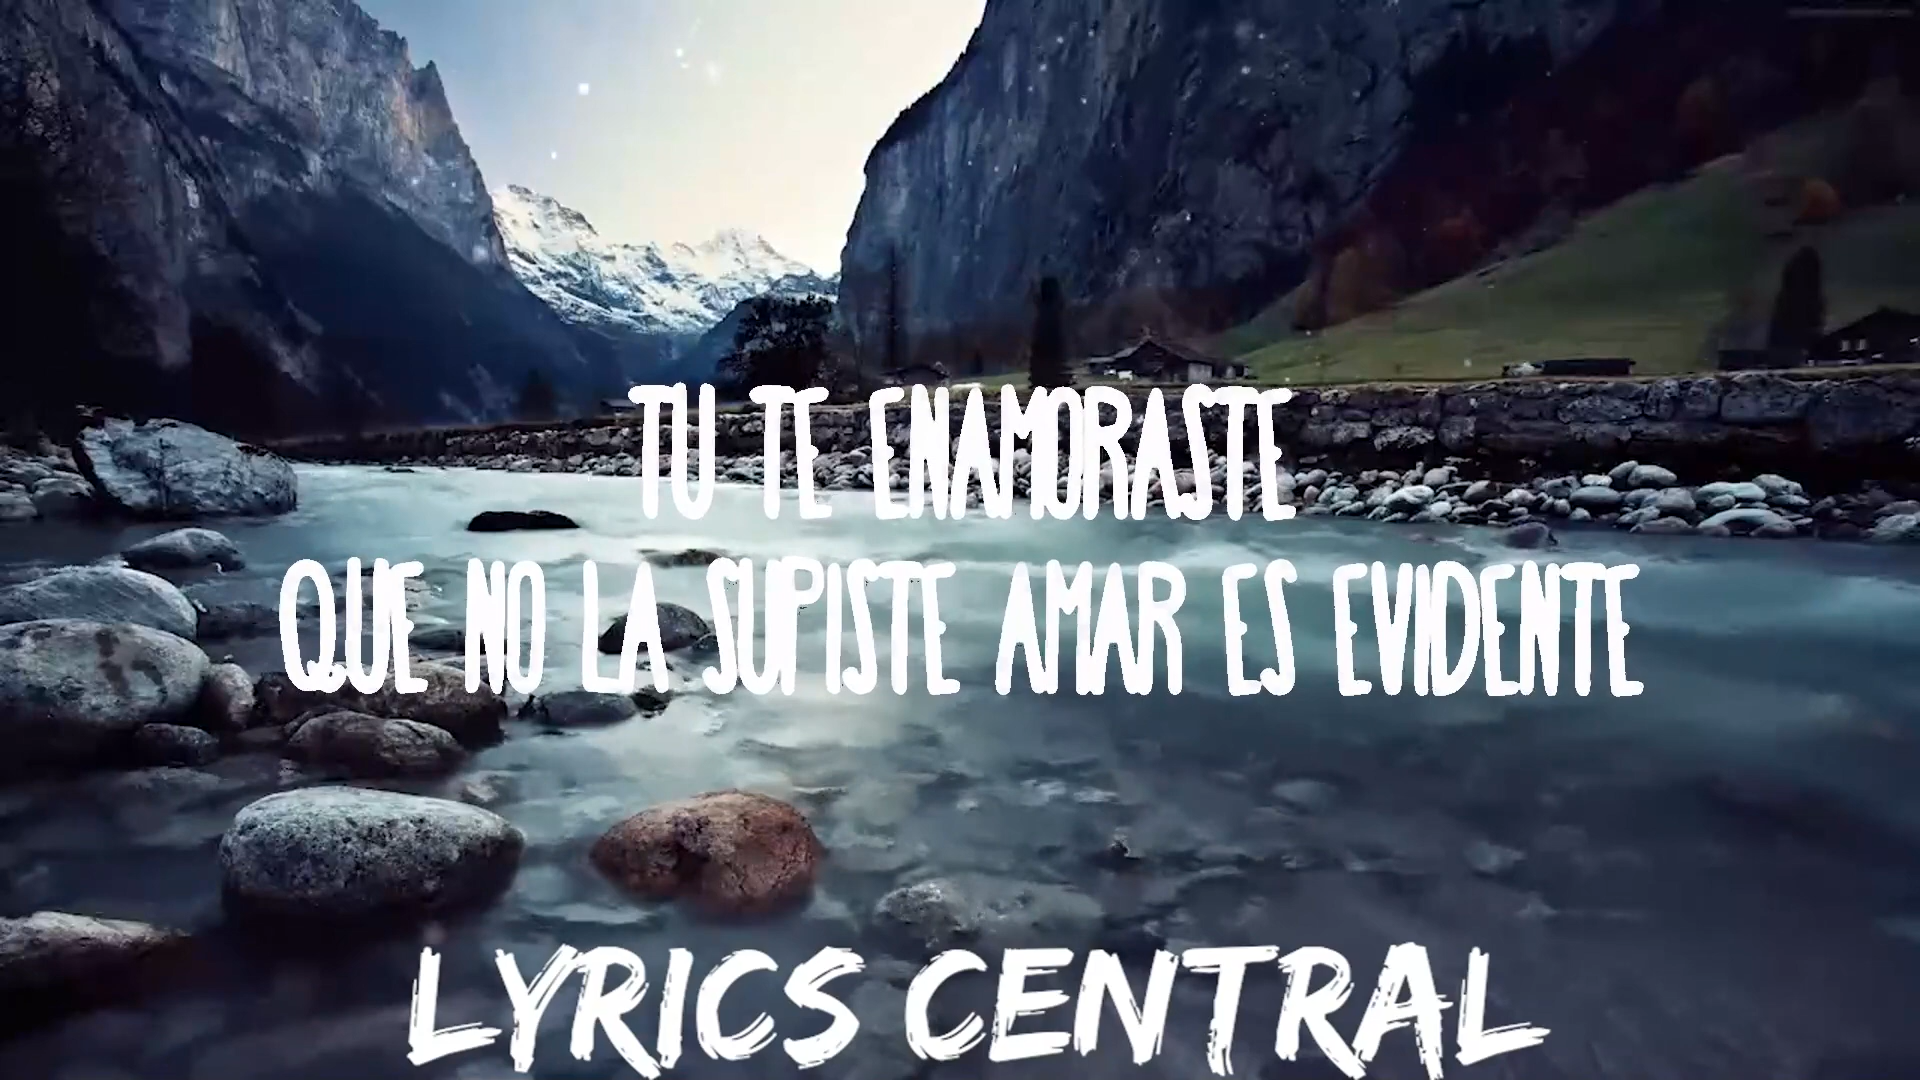 TU TE ENAMORASTE
QUE NO LA SUPISTE AMAR ES EVIDENTE
LYRICS CENTRAL